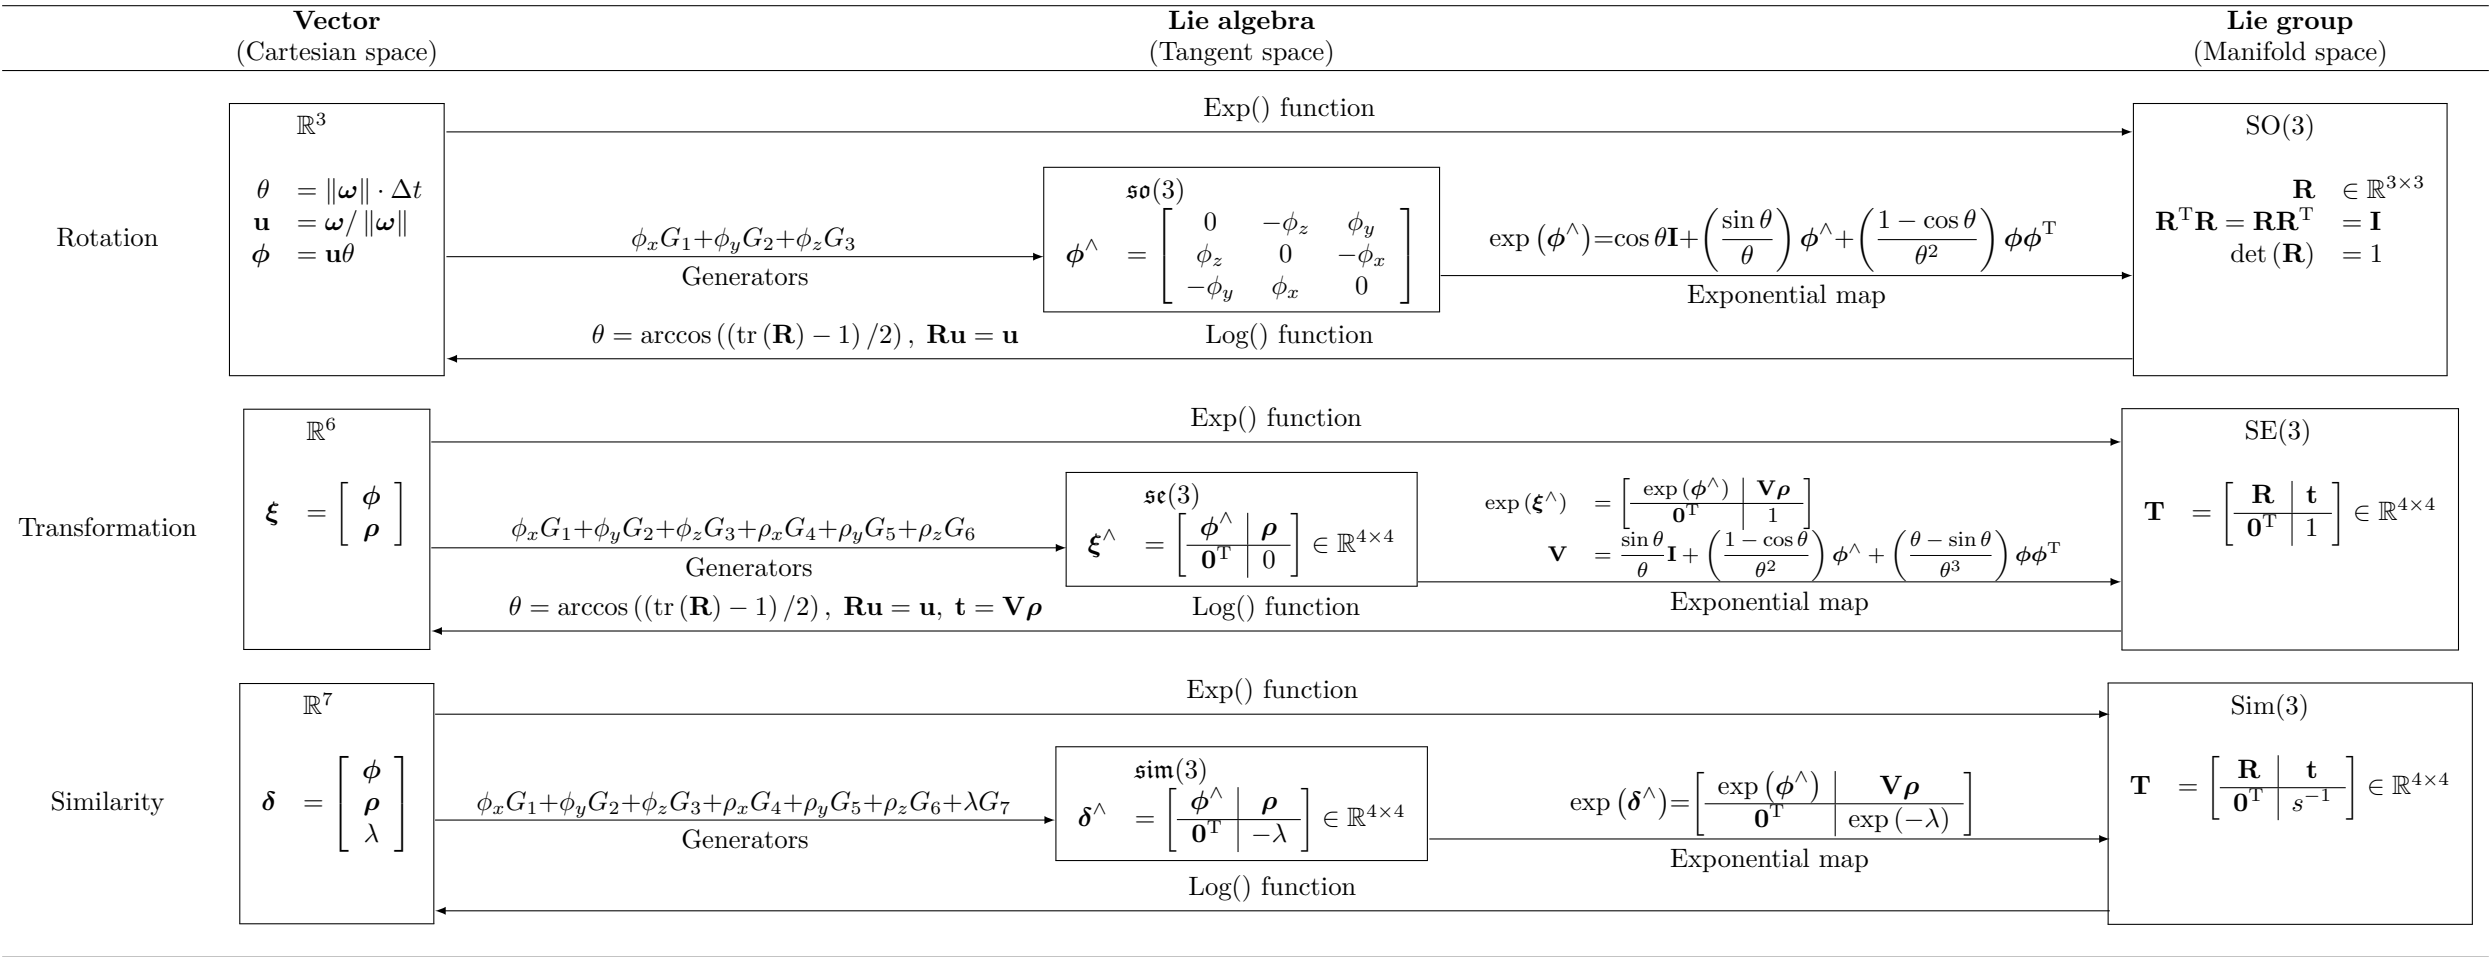 Vector Lie algebra Lie group
(Cartesian space) (Tangent space) (Manifold space)
Exp() function
ℝ³ SO(3)
θ = ‖ω‖ · Δt
u = ω/ ‖ω‖
ϕ = uθ
Rotation
ϕₓG₁+ϕᵧG₂+ϕ_zG₃
Generators
𝔰𝔬(3)
ϕ^∧ = [ 0 −ϕ_z ϕ_y
ϕ_z 0 −ϕ_x
−ϕ_y ϕ_x 0 ]
exp (ϕ^∧)=cos θI+(sin θ / θ) ϕ^∧+(1 − cos θ / θ²) ϕϕᵀ
Exponential map
R ∈ ℝ³ˣ³
RᵀR = RRᵀ = I
det (R) = 1
θ = arccos ((tr (R) − 1) /2) , Ru = u Log() function
Exp() function
ℝ⁶ SE(3)
Transformation
ξ = [ ϕ
ρ ]
ϕ_xG₁+ϕ_yG₂+ϕ_zG₃+ρ_xG₄+ρ_yG₅+ρ_zG₆
Generators
𝔰𝔢(3)
ξ^∧ = [ ϕ^∧ | ρ
0ᵀ | 0 ] ∈ ℝ⁴ˣ⁴
exp (ξ^∧) = [ exp (ϕ^∧) | Vρ
0ᵀ | 1 ]
V = sin θ / θ I + (1 − cos θ / θ²) ϕ^∧ + (θ − sin θ / θ³) ϕϕᵀ
Exponential map
T = [ R | t
0ᵀ | 1 ] ∈ ℝ⁴ˣ⁴
θ = arccos ((tr (R) − 1) /2) , Ru = u, t = Vρ Log() function
Exp() function
ℝ⁷ Sim(3)
Similarity
δ = [ ϕ
ρ
λ ]
ϕ_xG₁+ϕ_yG₂+ϕ_zG₃+ρ_xG₄+ρ_yG₅+ρ_zG₆+λG₇
Generators
𝔰𝔦𝔪(3)
δ^∧ = [ ϕ^∧ | ρ
0ᵀ | −λ ] ∈ ℝ⁴ˣ⁴
exp (δ^∧)=[ exp (ϕ^∧) | Vρ
0ᵀ | exp (−λ) ]
Exponential map
T = [ R | t
0ᵀ | s⁻¹ ] ∈ ℝ⁴ˣ⁴
Log() function